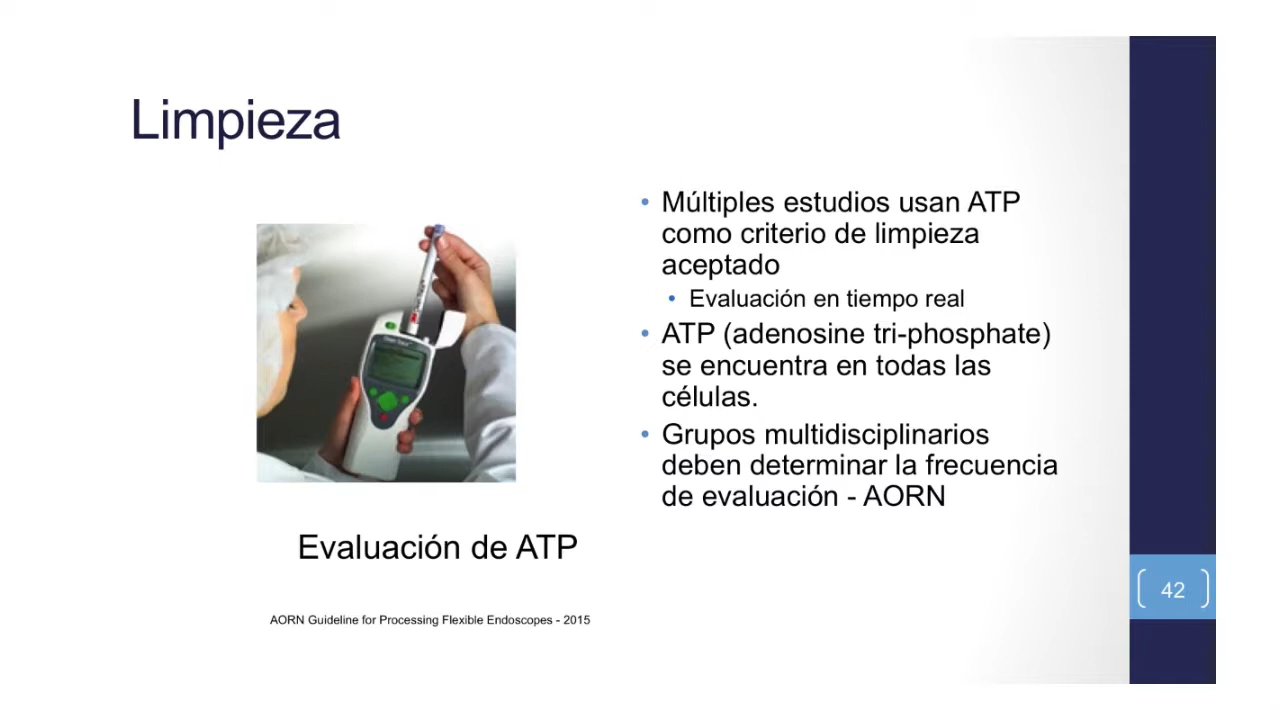 Limpieza
Múltiples estudios usan ATP
como criterio de limpieza
aceptado
Evaluación en tiempo real
ATP (adenosine tri-phosphate)
se encuentra en todas las
células.
Grupos multidisciplinarios
deben determinar la frecuencia
de evaluación - AORN
Evaluación de ATP
AORN Guideline for Processing Flexible Endoscopes - 2015
42